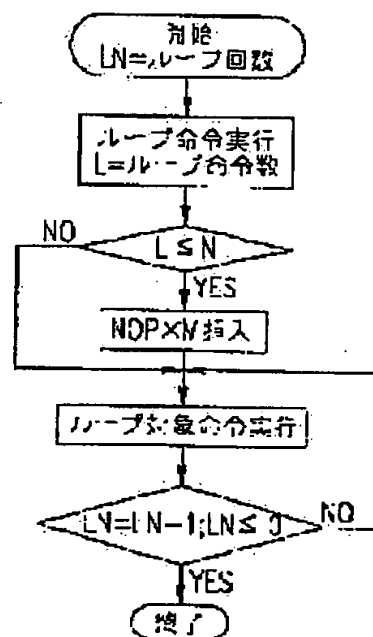 開始
LN=ループ回数
ループ命令実行
L=ループ命令数
L≤N
NO
YES
NOP×N挿入
ループ対象命令実行
LN=LN-1;LN≤0
NO
YES
終了